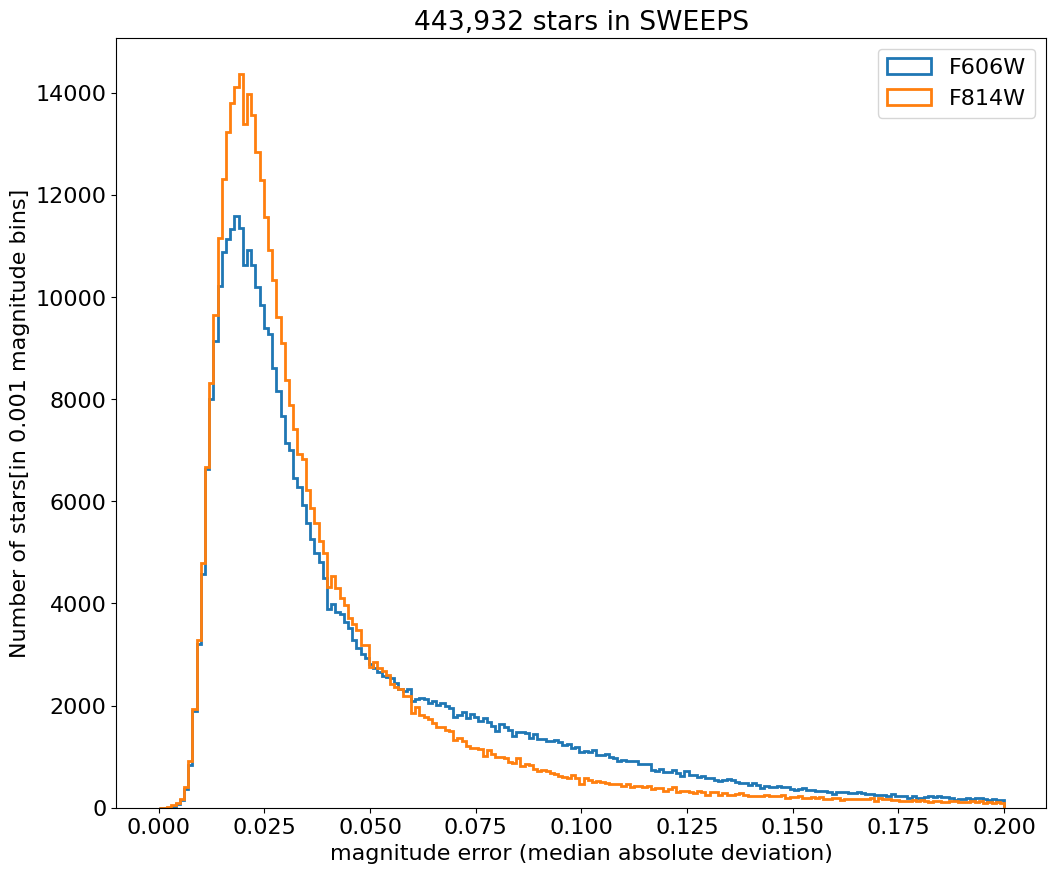 443,932 stars in SWEEPS
F606W
F814W
Number of stars[in 0.001 magnitude bins]
14000
12000
10000
8000
6000
4000
2000
0
0.000 0.025 0.050 0.075 0.100 0.125 0.150 0.175 0.200
magnitude error (median absolute deviation)